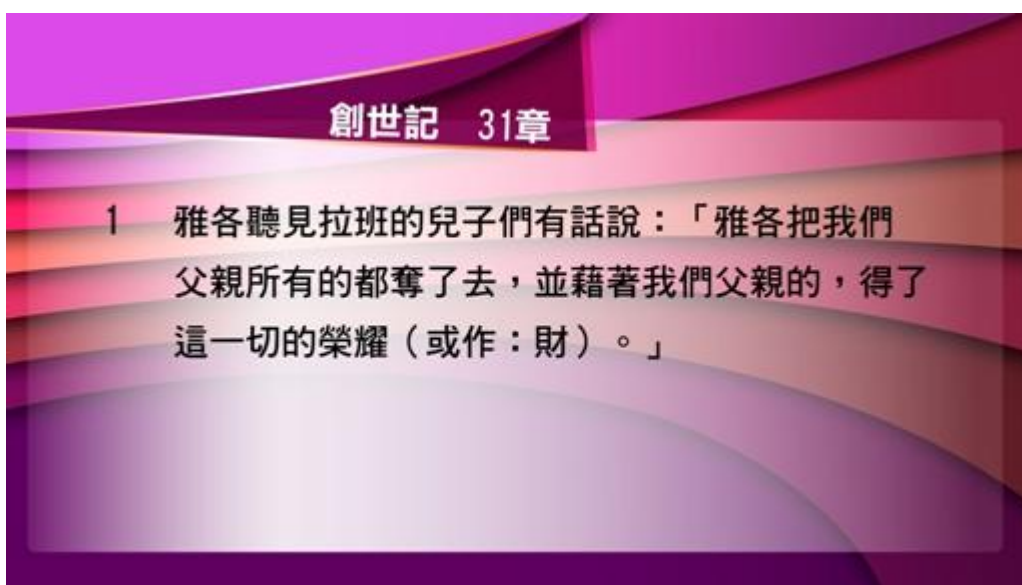 創世記 31章
1 雅各聽見拉班的兒子們有話說:「雅各把我們
父親所有的都奪了去,並藉著我們父親的,得了
這一切的榮耀(或作:財)。」